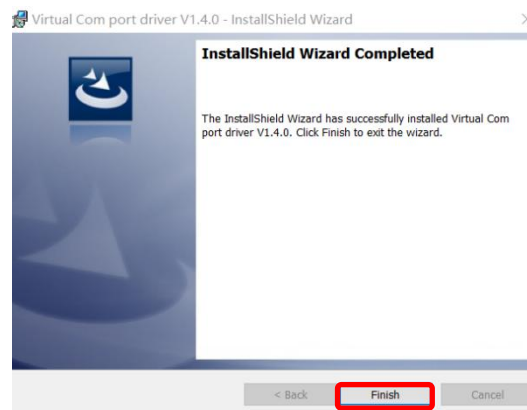 Virtual Com port driver V1.4.0 - InstallShield Wizard
InstallShield Wizard Completed
The InstallShield Wizard has successfully installed Virtual Com
port driver V1.4.0. Click Finish to exit the wizard.
< Back Finish Cancel